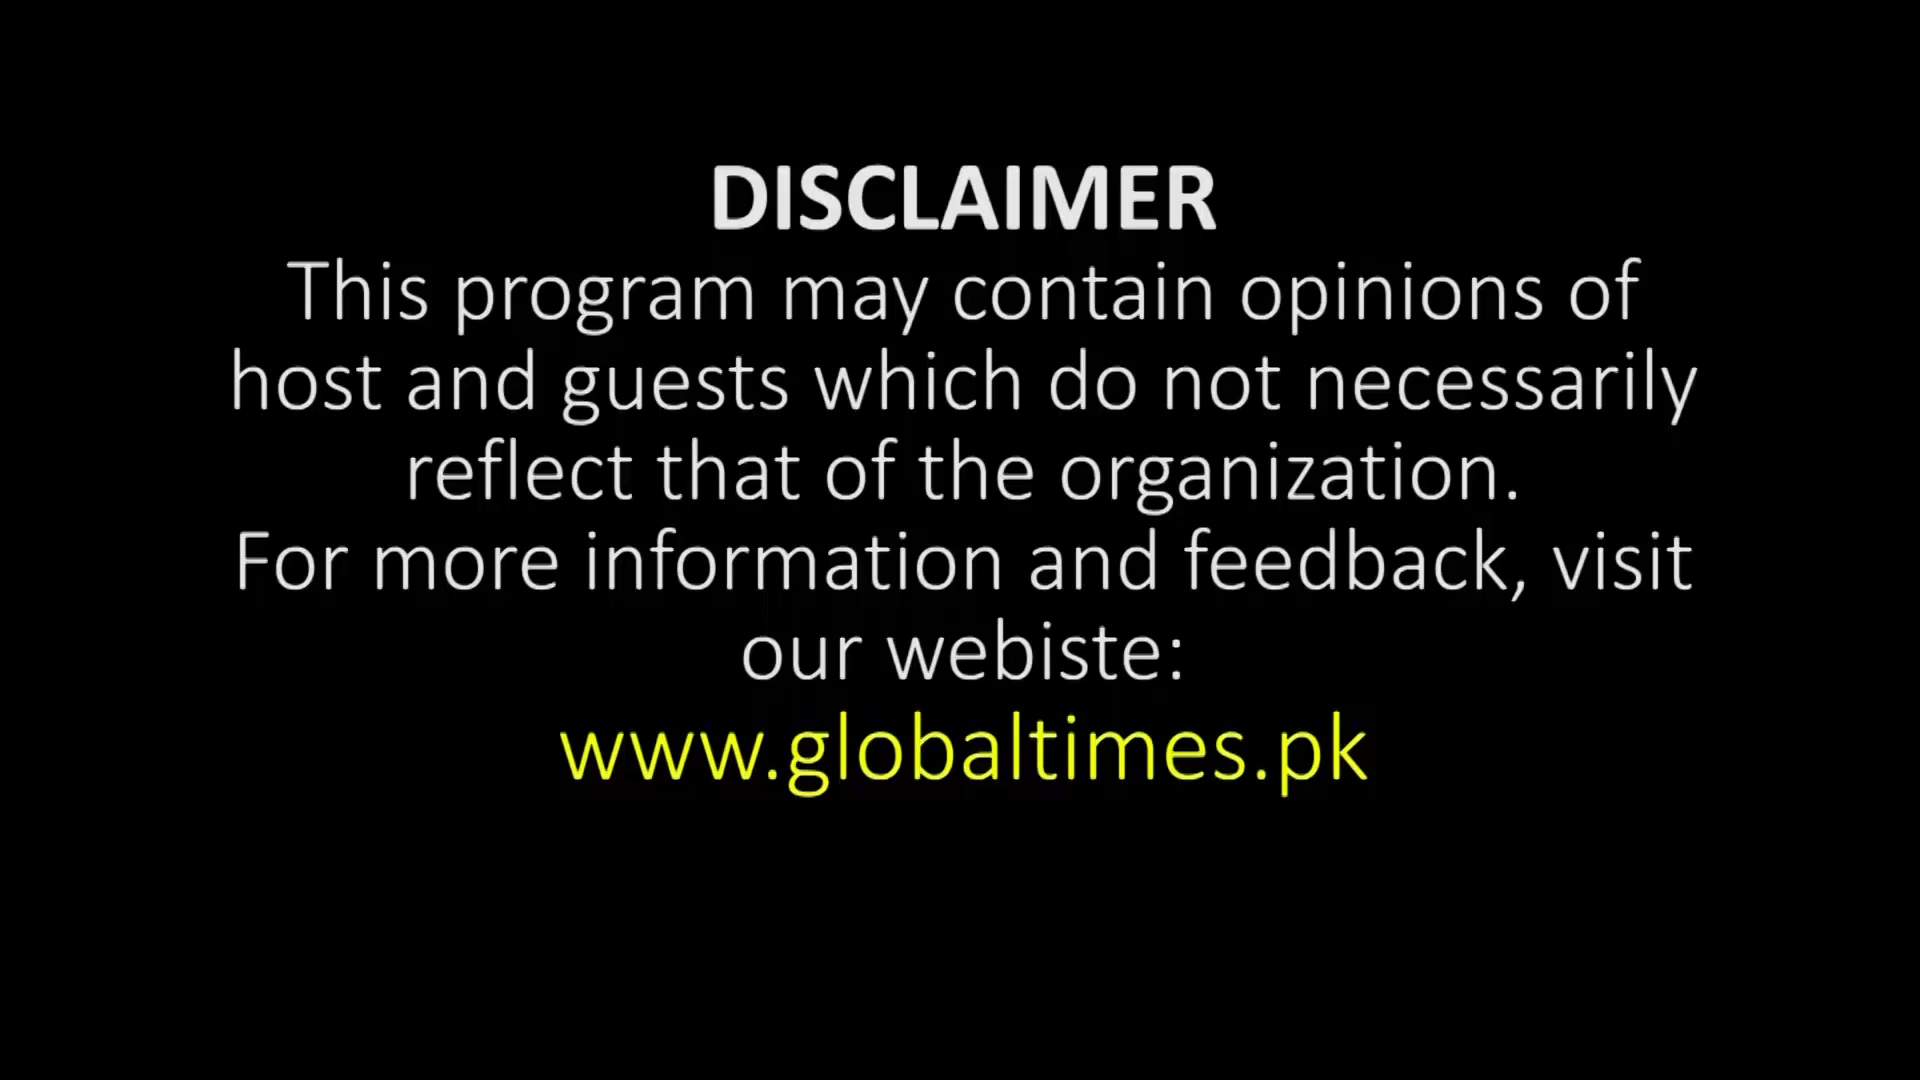 DISCLAIMER
This program may contain opinions of
host and guests which do not necessarily
reflect that of the organization.
For more information and feedback, visit
our webiste:
www.globaltimes.pk